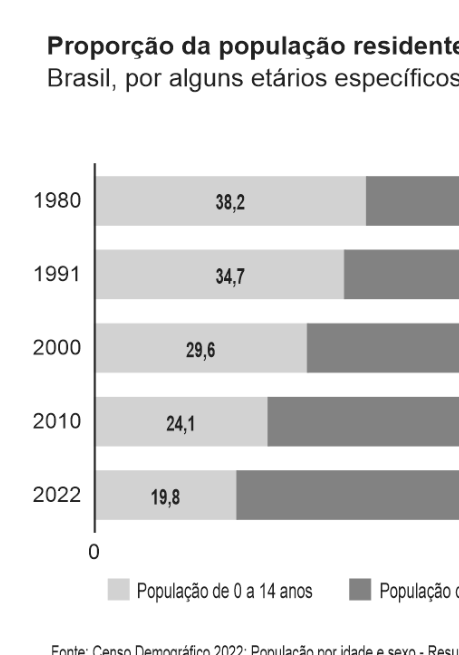 Proporção da população residente
Brasil, por alguns etários específicos
1980 38,2
1991 34,7
2000 29,6
2010 24,1
2022 19,8
0
População de 0 a 14 anos População
Fonte: Censo Demográfico 2022: População por idade e sexo -